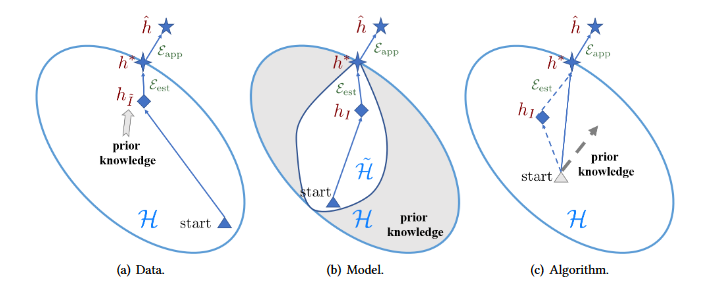 ĥ
ℰ_app
h*
ℰ_est
h_Ĩ
prior
knowledge
ℋ
start
(a) Data.
ĥ
ℰ_app
h*
ℰ_est
h_I
ℋ̃
start
ℋ
prior
knowledge
(b) Model.
ĥ
ℰ_app
h*
ℰ_est
h_I
prior
start
knowledge
ℋ
(c) Algorithm.